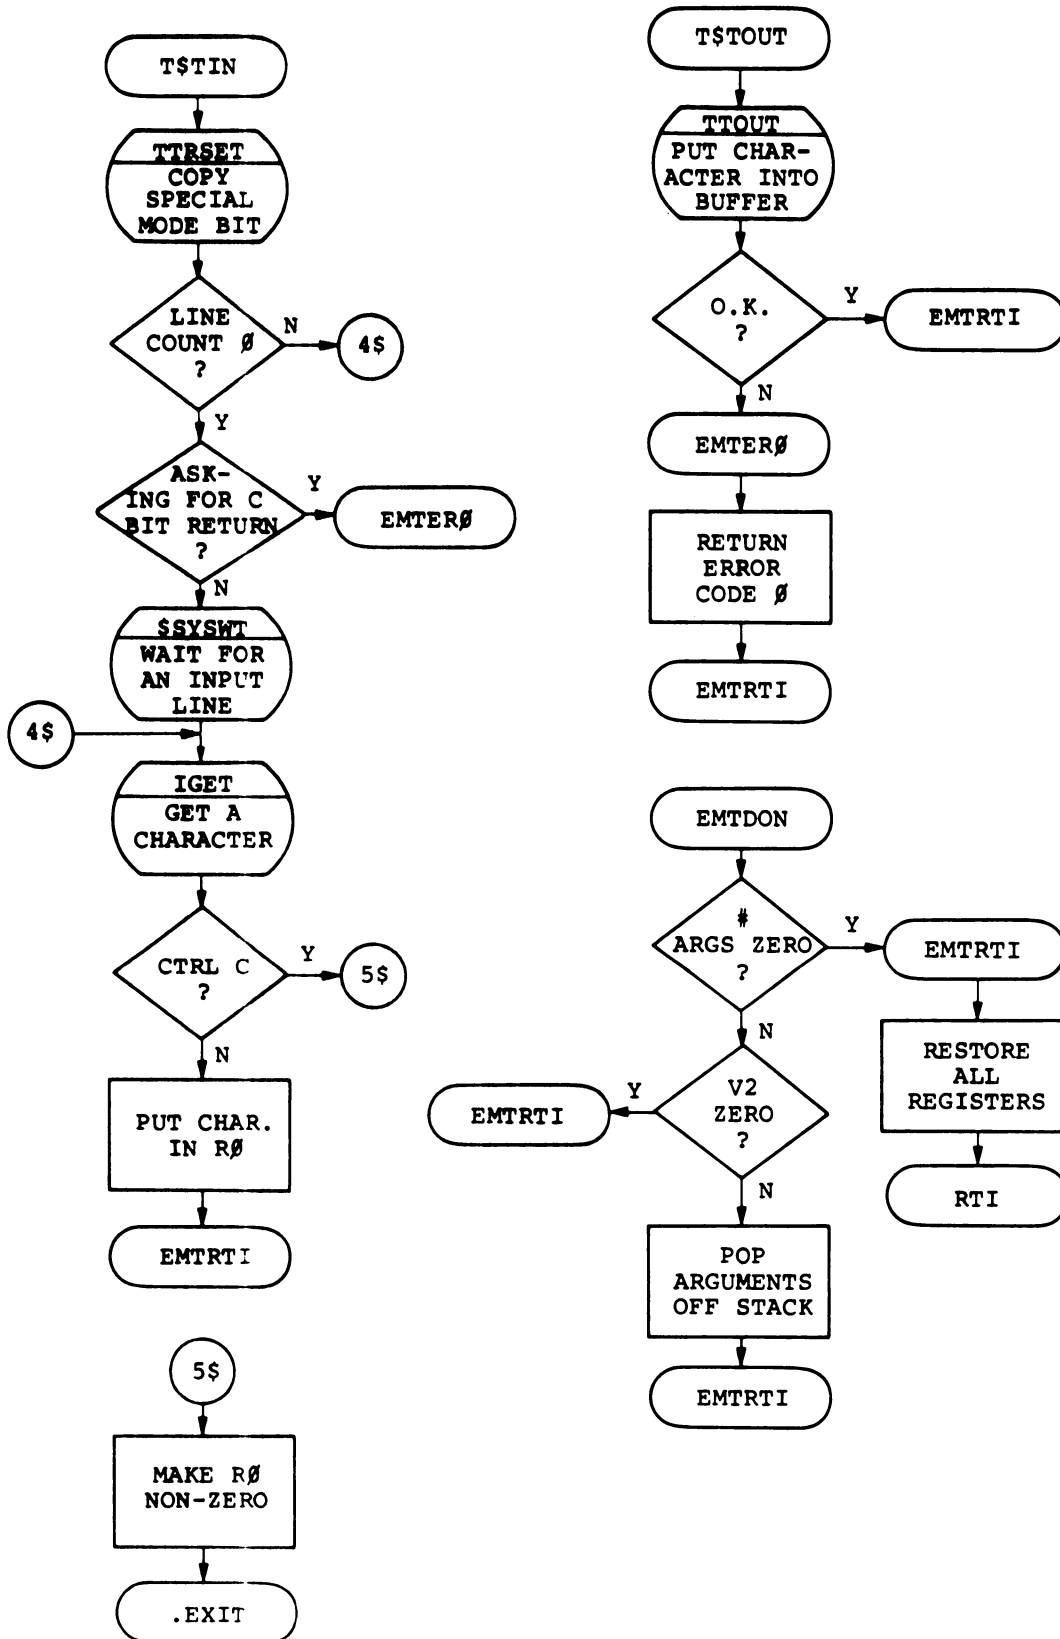 T$TIN
TTRSET
COPY
SPECIAL
MODE BIT
LINE
COUNT Ø
?
N
4$
Y
ASK-
ING FOR C
BIT RETURN
?
Y
EMTERØ
N
$SYSWT
WAIT FOR
AN INPUT
LINE
4$
IGET
GET A
CHARACTER
CTRL C
?
Y
5$
N
PUT CHAR.
IN RØ
EMTRTI
5$
MAKE RØ
NON-ZERO
.EXIT
T$TOUT
TTOUT
PUT CHAR-
ACTER INTO
BUFFER
O.K.
?
Y
EMTRTI
N
EMTERØ
RETURN
ERROR
CODE Ø
EMTRTI
EMTDON
#
ARGS ZERO
?
Y
EMTRTI
RESTORE
ALL
REGISTERS
RTI
N
V2
ZERO
?
Y
EMTRTI
N
POP
ARGUMENTS
OFF STACK
EMTRTI